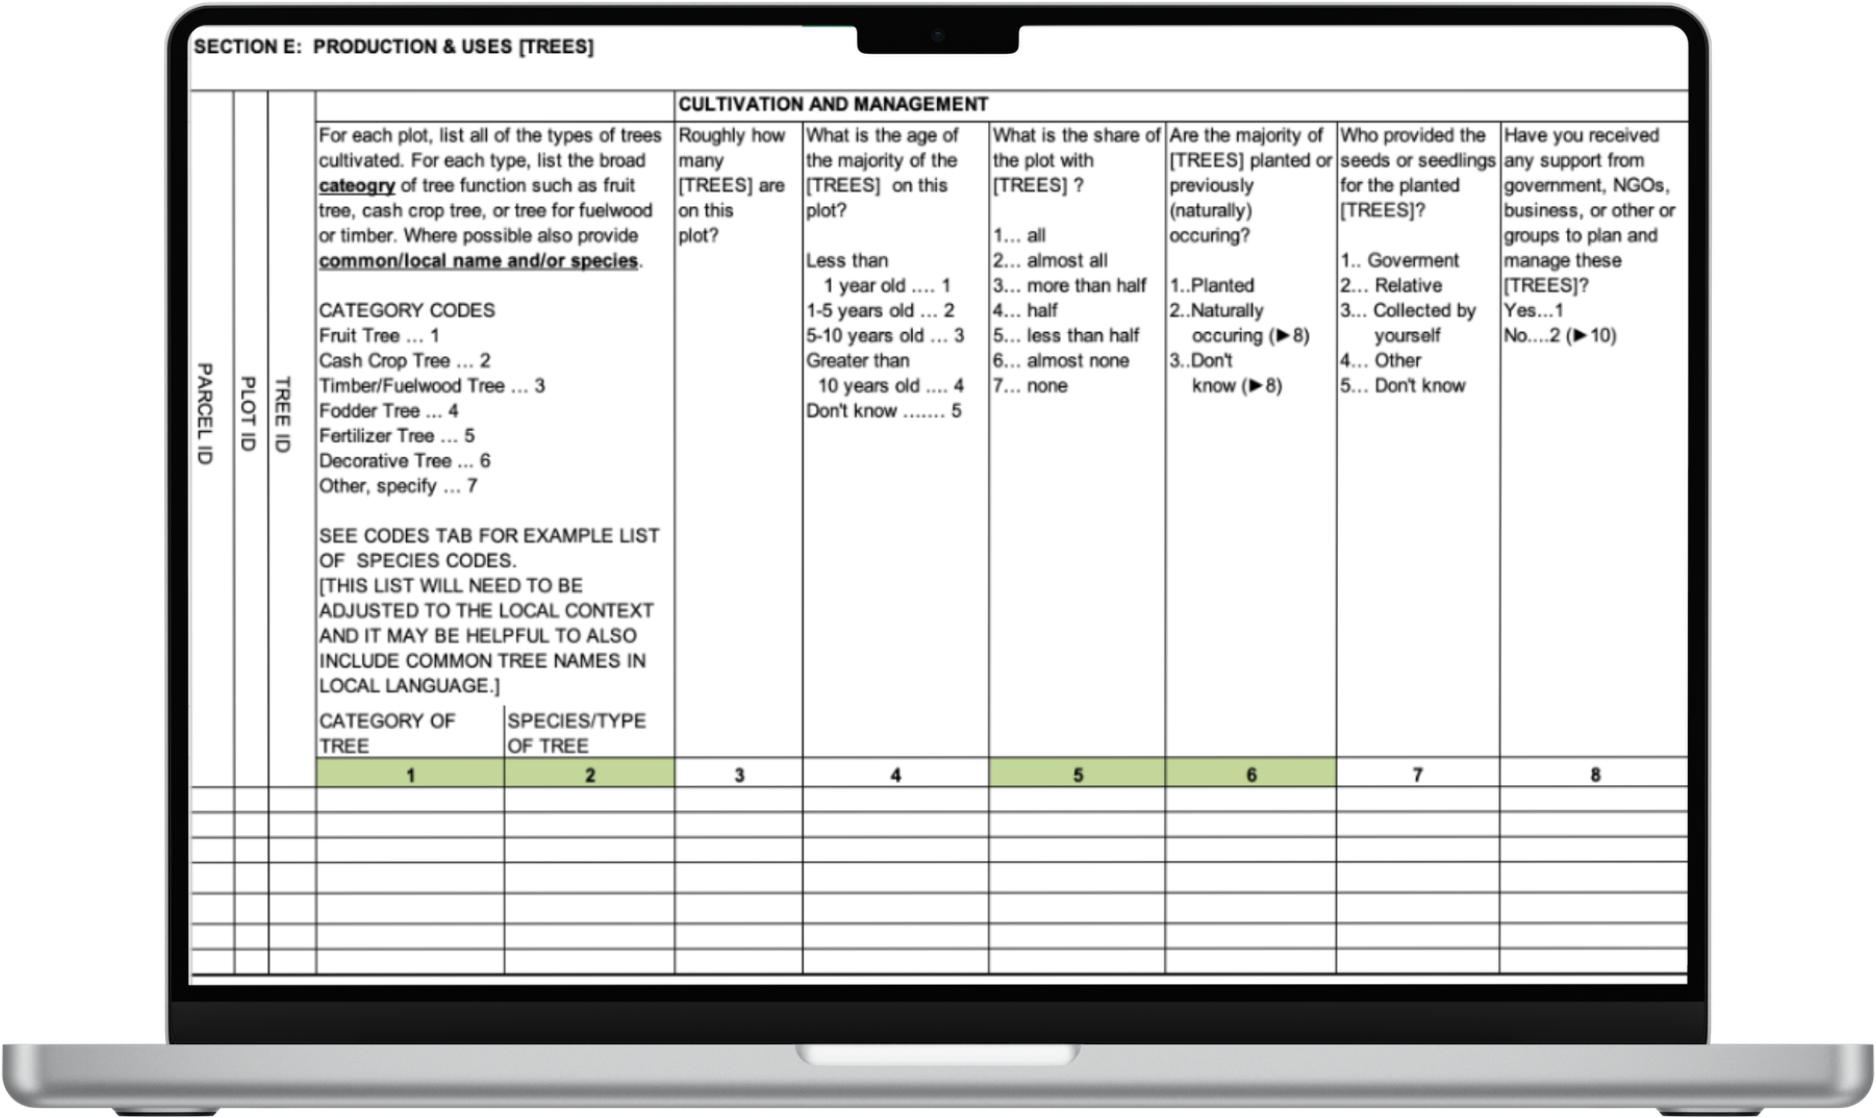 SECTION E: PRODUCTION & USES [TREES]
PARCEL ID
PLOT ID
TREE ID
For each plot, list all of the types of trees
cultivated. For each type, list the broad
cateogry of tree function such as fruit
tree, cash crop tree, or tree for fuelwood
or timber. Where possible also provide
common/local name and/or species.
CATEGORY CODES
Fruit Tree ... 1
Cash Crop Tree ... 2
Timber/Fuelwood Tree ... 3
Fodder Tree ... 4
Fertilizer Tree ... 5
Decorative Tree ... 6
Other, specify ... 7
SEE CODES TAB FOR EXAMPLE LIST
OF SPECIES CODES.
[THIS LIST WILL NEED TO BE
ADJUSTED TO THE LOCAL CONTEXT
AND IT MAY BE HELPFUL TO ALSO
INCLUDE COMMON TREE NAMES IN
LOCAL LANGUAGE.]
CATEGORY OF
TREE
SPECIES/TYPE
OF TREE
CULTIVATION AND MANAGEMENT
Roughly how
many
[TREES] are
on this
plot?
What is the age of
the majority of the
[TREES] on this
plot?
Less than
1 year old .... 1
1-5 years old ... 2
5-10 years old ... 3
Greater than
10 years old .... 4
Don't know ....... 5
What is the share of
the plot with
[TREES] ?
1... all
2... almost all
3... more than half
4... half
5... less than half
6... almost none
7... none
Are the majority of
[TREES] planted or
previously
(naturally)
occuring?
1..Planted
2..Naturally
occuring (►8)
3..Don't
know (►8)
Who provided the
seeds or seedlings
for the planted
[TREES]?
1.. Goverment
2... Relative
3... Collected by
yourself
4... Other
5... Don't know
Have you received
any support from
government, NGOs,
business, or other or
groups to plan and
manage these
[TREES]?
Yes...1
No....2 (►10)
1 2 3 4 5 6 7 8